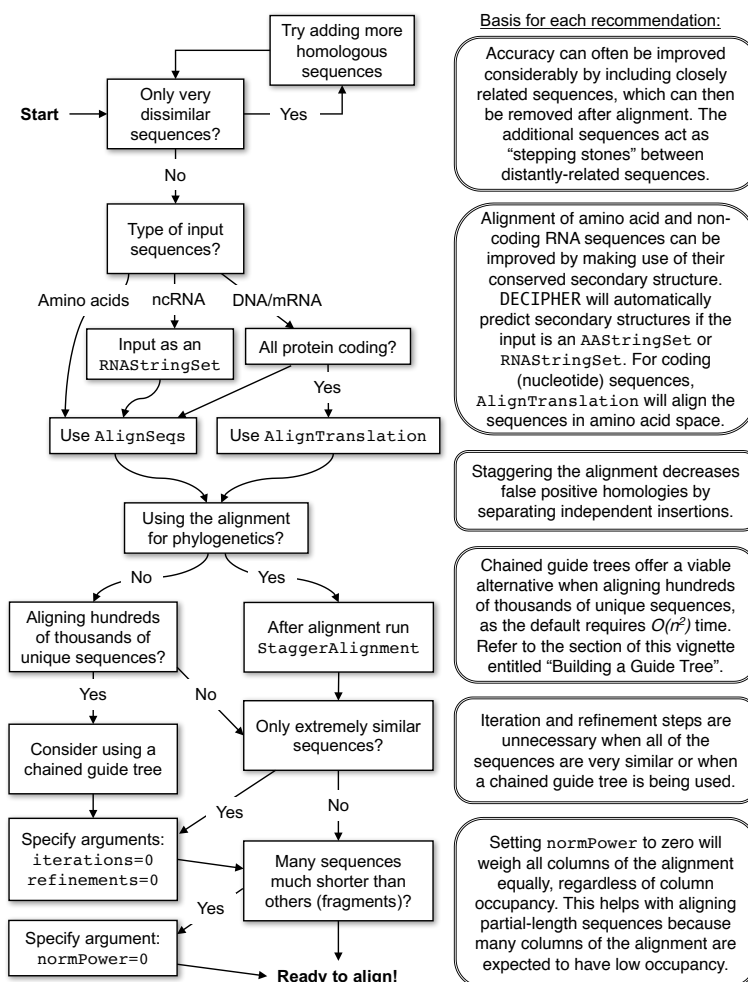 Try adding more
homologous
sequences
Start
Only very
dissimilar
sequences?
Yes
No
Type of input
sequences?
Amino acids
ncRNA
DNA/mRNA
Input as an
RNAStringSet
All protein coding?
Yes
Use AlignSeqs
Use AlignTranslation
Using the alignment
for phylogenetics?
No
Yes
Aligning hundreds
of thousands of
unique sequences?
After alignment run
StaggerAlignment
Yes
No
Consider using a
chained guide tree
Only extremely similar
sequences?
Yes
No
Specify arguments:
iterations=0
refinements=0
Many sequences
much shorter than
others (fragments)?
Yes
Specify argument:
normPower=0
Ready to align!
Basis for each recommendation:
Accuracy can often be improved
considerably by including closely
related sequences, which can then
be removed after alignment. The
additional sequences act as
“stepping stones” between
distantly-related sequences.
Alignment of amino acid and non-
coding RNA sequences can be
improved by making use of their
conserved secondary structure.
DECIPHER will automatically
predict secondary structures if the
input is an AAStringSet or
RNAStringSet. For coding
(nucleotide) sequences,
AlignTranslation will align the
sequences in amino acid space.
Staggering the alignment decreases
false positive homologies by
separating independent insertions.
Chained guide trees offer a viable
alternative when aligning hundreds
of thousands of unique sequences,
as the default requires O(n²) time.
Refer to the section of this vignette
entitled “Building a Guide Tree”.
Iteration and refinement steps are
unnecessary when all of the
sequences are very similar or when
a chained guide tree is being used.
Setting normPower to zero will
weigh all columns of the alignment
equally, regardless of column
occupancy. This helps with aligning
partial-length sequences because
many columns of the alignment are
expected to have low occupancy.